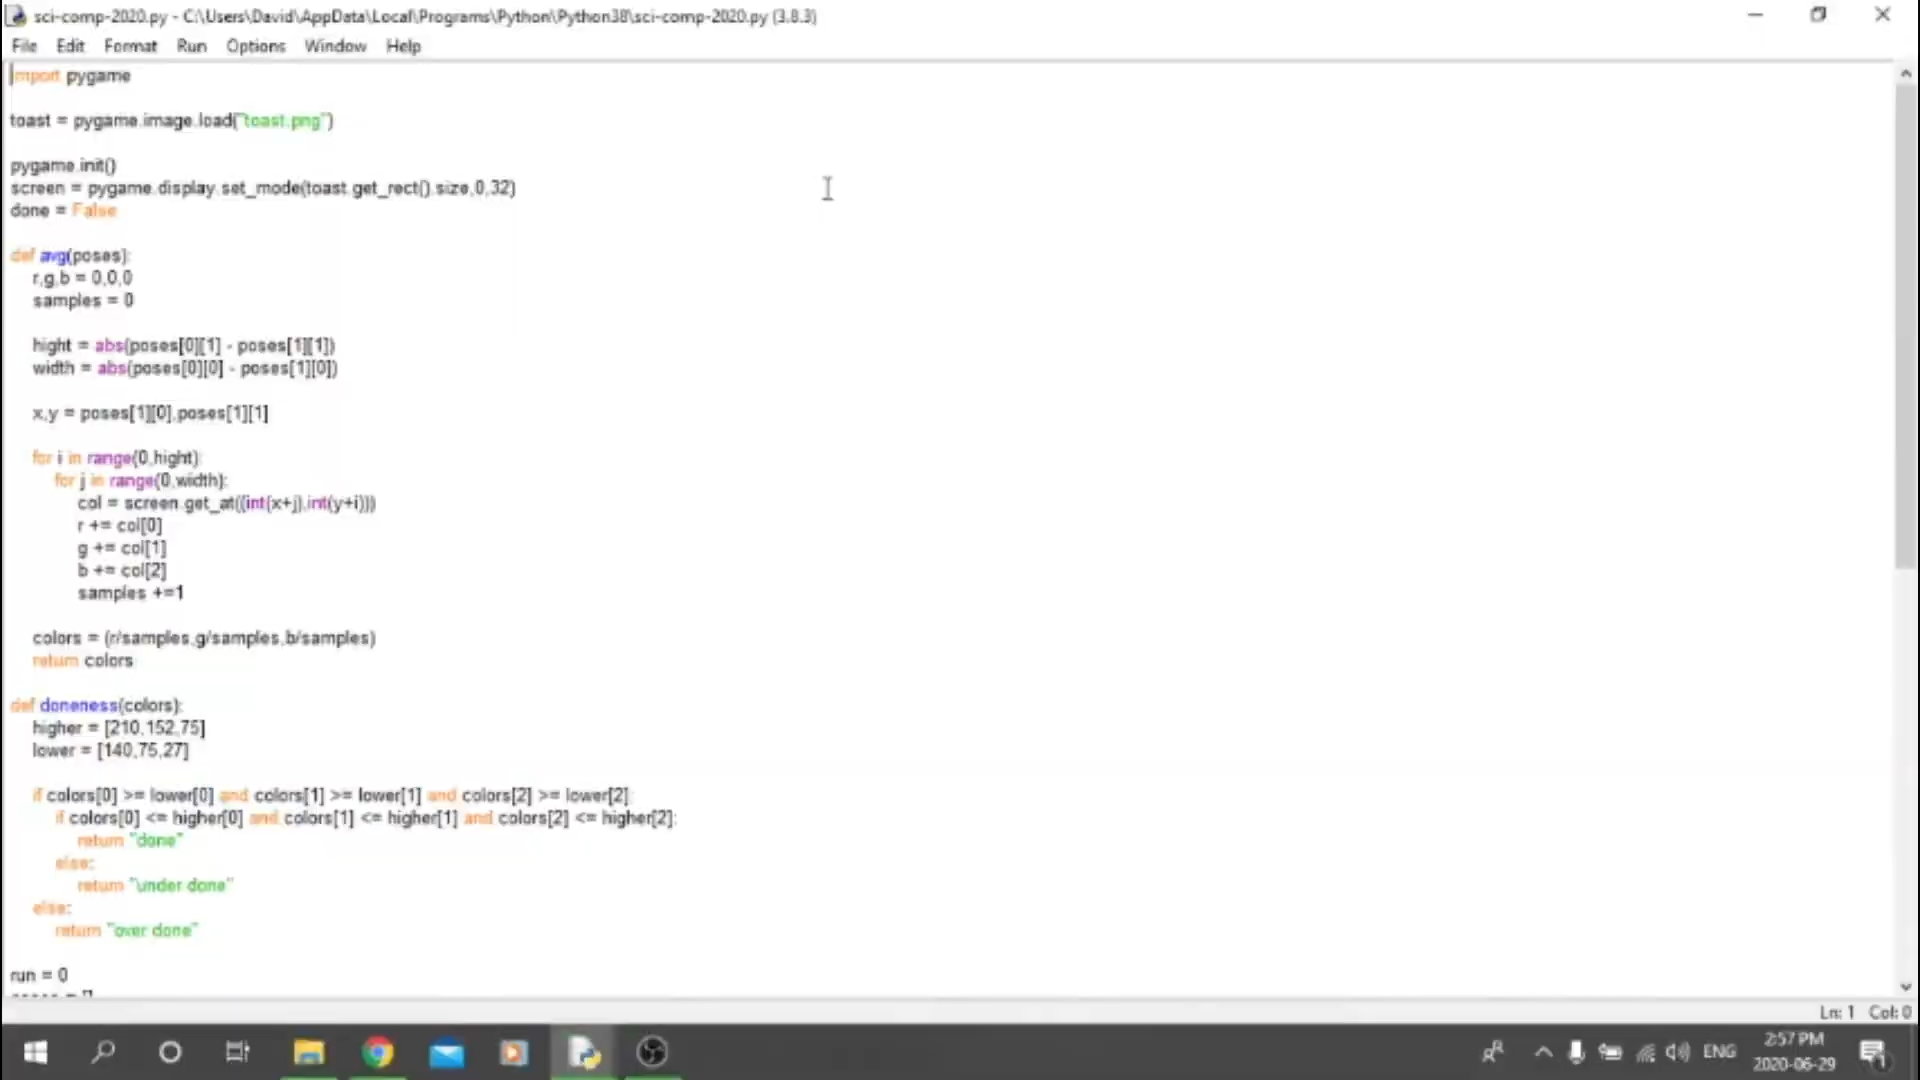 sci-comp-2020.py - C:\Users\David\AppData\Local\Programs\Python\Python38\sci-comp-2020.py (3.8.3)
File Edit Format Run Options Window Help
import pygame
toast = pygame.image.load("toast.png")
pygame.init()
screen = pygame.display.set_mode(toast.get_rect().size,0,32)
done = False
def avg(poses):
r,g,b = 0,0,0
samples = 0
hight = abs(poses[0][1] - poses[1][1])
width = abs(poses[0][0] - poses[1][0])
x,y = poses[1][0],poses[1][1]
for i in range(0,hight):
for j in range(0,width):
col = screen.get_at((int(x+j),int(y+i)))
r += col[0]
g += col[1]
b += col[2]
samples +=1
colors = (r/samples,g/samples,b/samples)
return colors
def doneness(colors):
higher = [210,152,75]
lower = [140,75,27]
if colors[0] >= lower[0] and colors[1] >= lower[1] and colors[2] >= lower[2]:
if colors[0] <= higher[0] and colors[1] <= higher[1] and colors[2] <= higher[2]:
return "done"
else:
return "under done"
else:
return "over done"
run = 0
Ln: 1 Col: 0
ENG
2:57 PM
2020-06-29
1